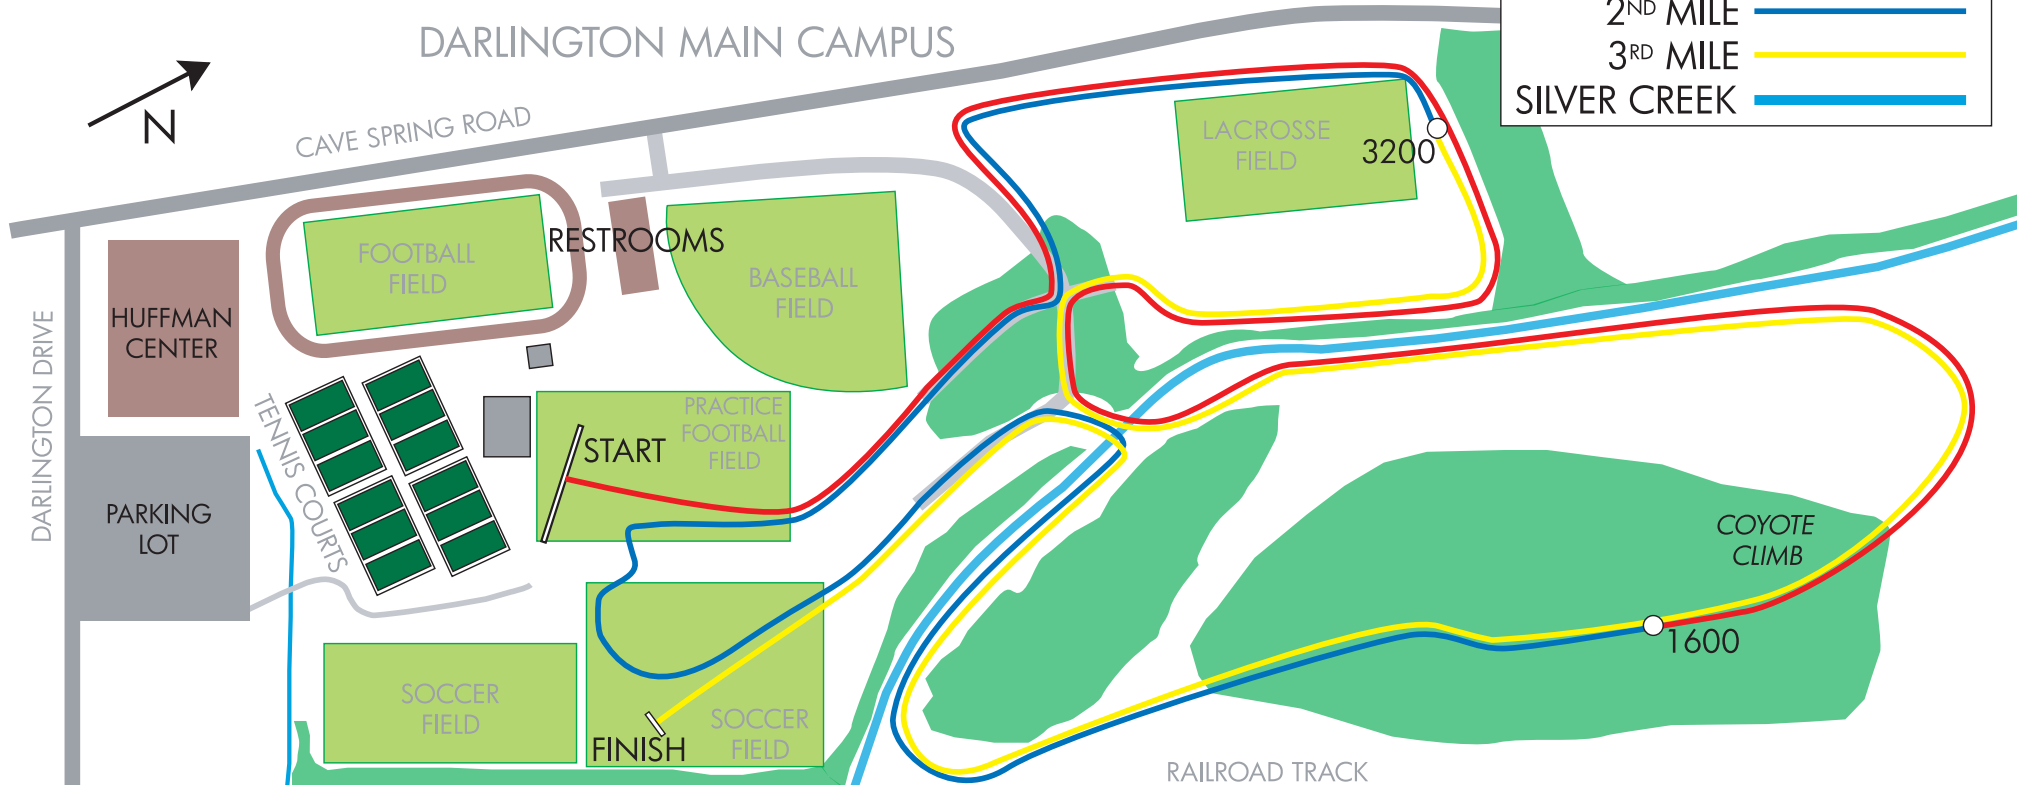 DARLINGTON MAIN CAMPUS
2ND MILE
3RD MILE
SILVER CREEK
N
CAVE SPRING ROAD
LACROSSE
FIELD
3200
RESTROOMS
FOOTBALL
FIELD
BASEBALL
FIELD
HUFFMAN
CENTER
DARLINGTON DRIVE
TENNIS COURTS
PRACTICE
FOOTBALL
FIELD
START
PARKING
LOT
COYOTE
CLIMB
1600
SOCCER
FIELD
SOCCER
FIELD
FINISH
RAILROAD TRACK